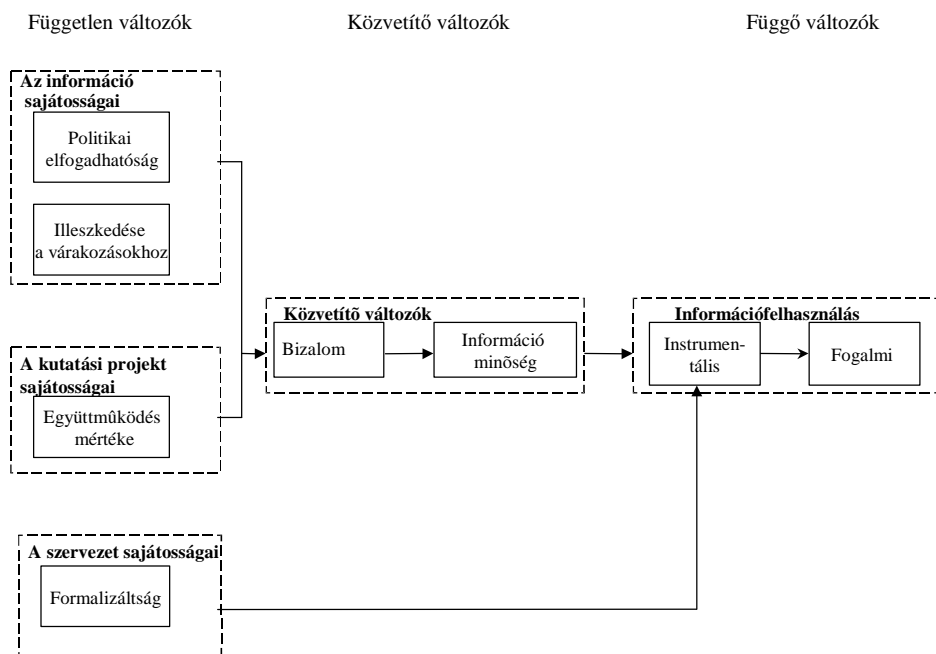 Független változók
Közvetítő változók
Függő változók
Az információ
sajátosságai
Politikai
elfogadhatóság
Illeszkedése
a várakozásokhoz
Közvetítõ változók
Bizalom
Információ
minõség
Információfelhasználás
Instrumen-
tális
Fogalmi
A kutatási projekt
sajátosságai
Együttmûködés
mértéke
A szervezet sajátosságai
Formalizáltság